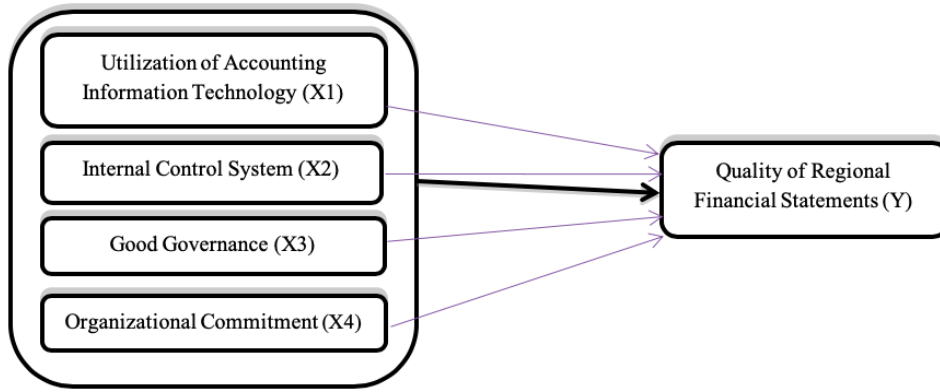 Utilization of Accounting
Information Technology (X1)
Internal Control System (X2)
Good Governance (X3)
Organizational Commitment (X4)
Quality of Regional
Financial Statements (Y)